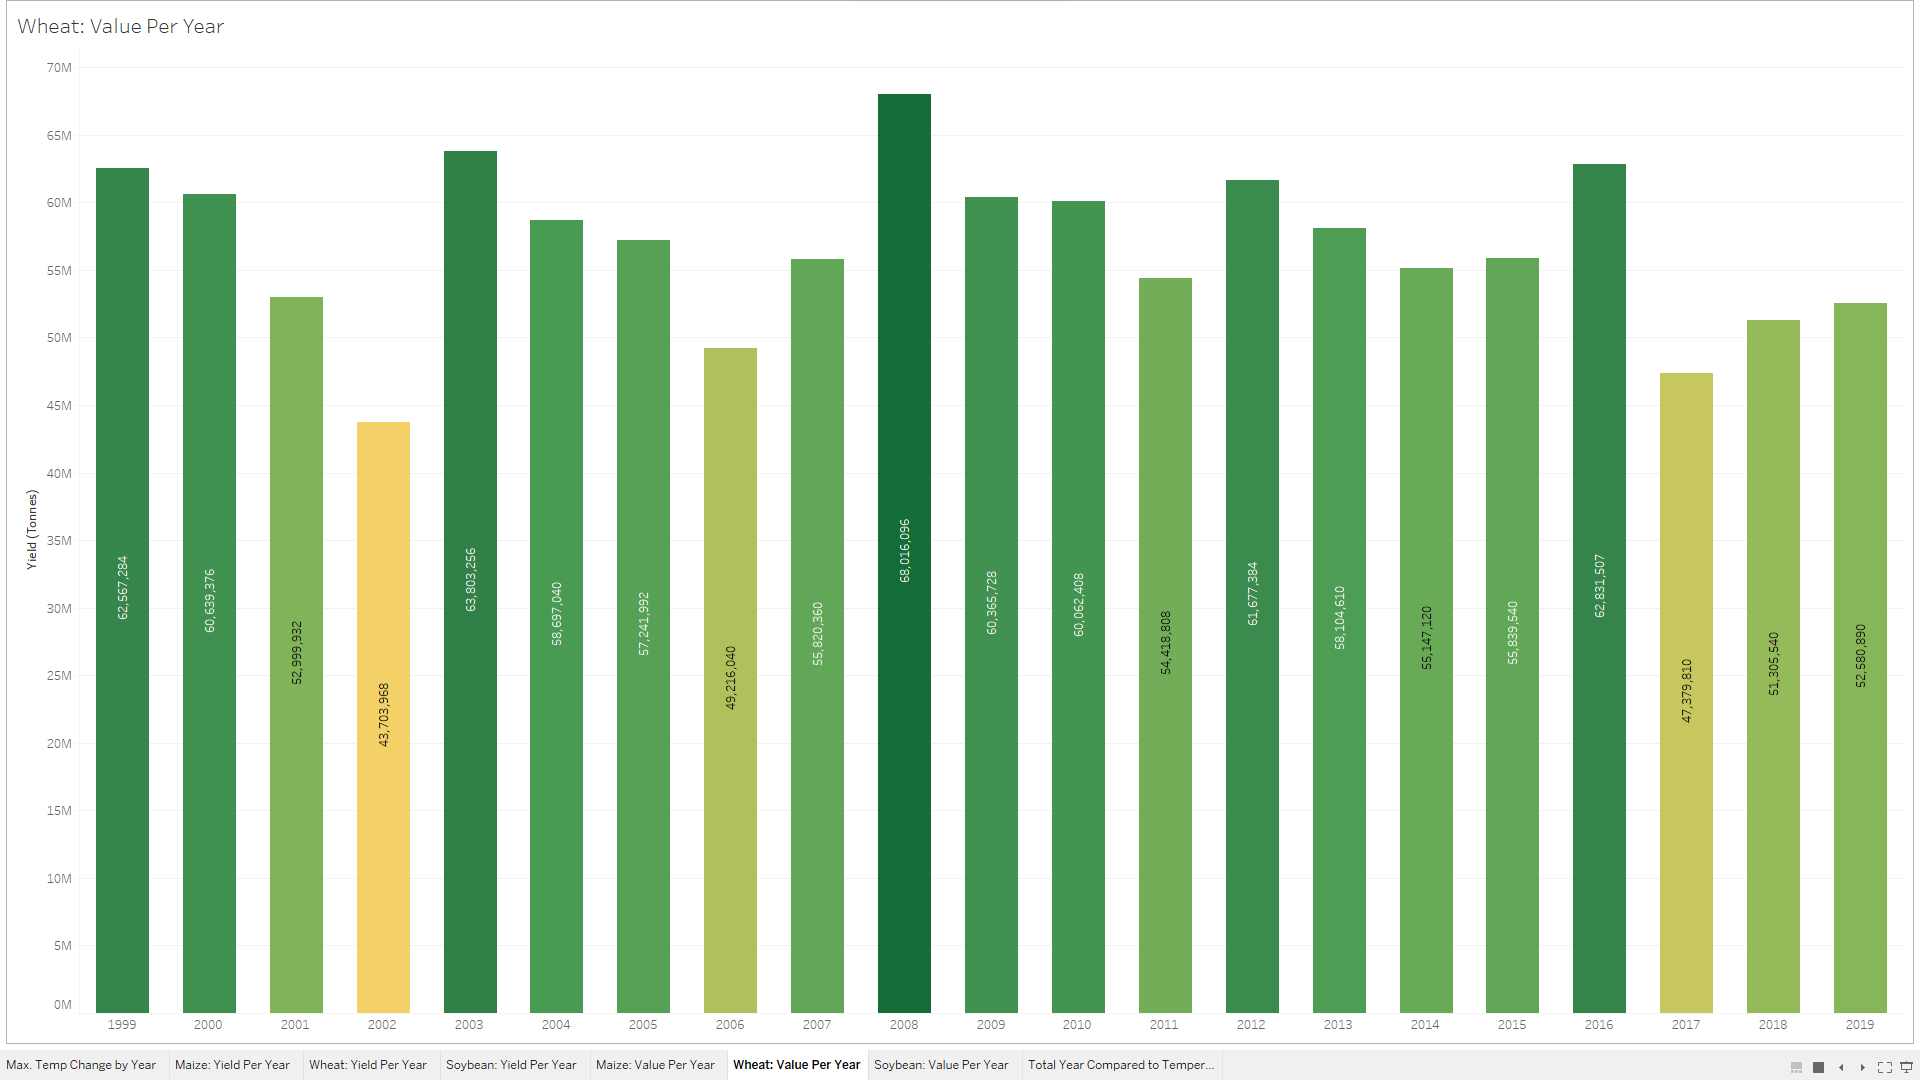 Wheat: Value Per Year
70M
65M
60M
55M
50M
45M
40M
35M
30M
25M
20M
15M
10M
5M
0M
Yield (Tonnes)
62,567,284
60,639,376
52,999,932
43,703,968
63,803,256
58,697,040
57,241,992
49,216,040
55,820,360
68,016,096
60,365,728
60,062,408
54,418,808
61,677,384
58,104,610
55,147,120
55,839,540
62,831,507
47,379,810
51,305,540
52,580,890
1999 2000 2001 2002 2003 2004 2005 2006 2007 2008 2009 2010 2011 2012 2013 2014 2015 2016 2017 2018 2019
Max. Temp Change by Year Maize: Yield Per Year Wheat: Yield Per Year Soybean: Yield Per Year Maize: Value Per Year Wheat: Value Per Year Soybean: Value Per Year Total Year Compared to Temper...